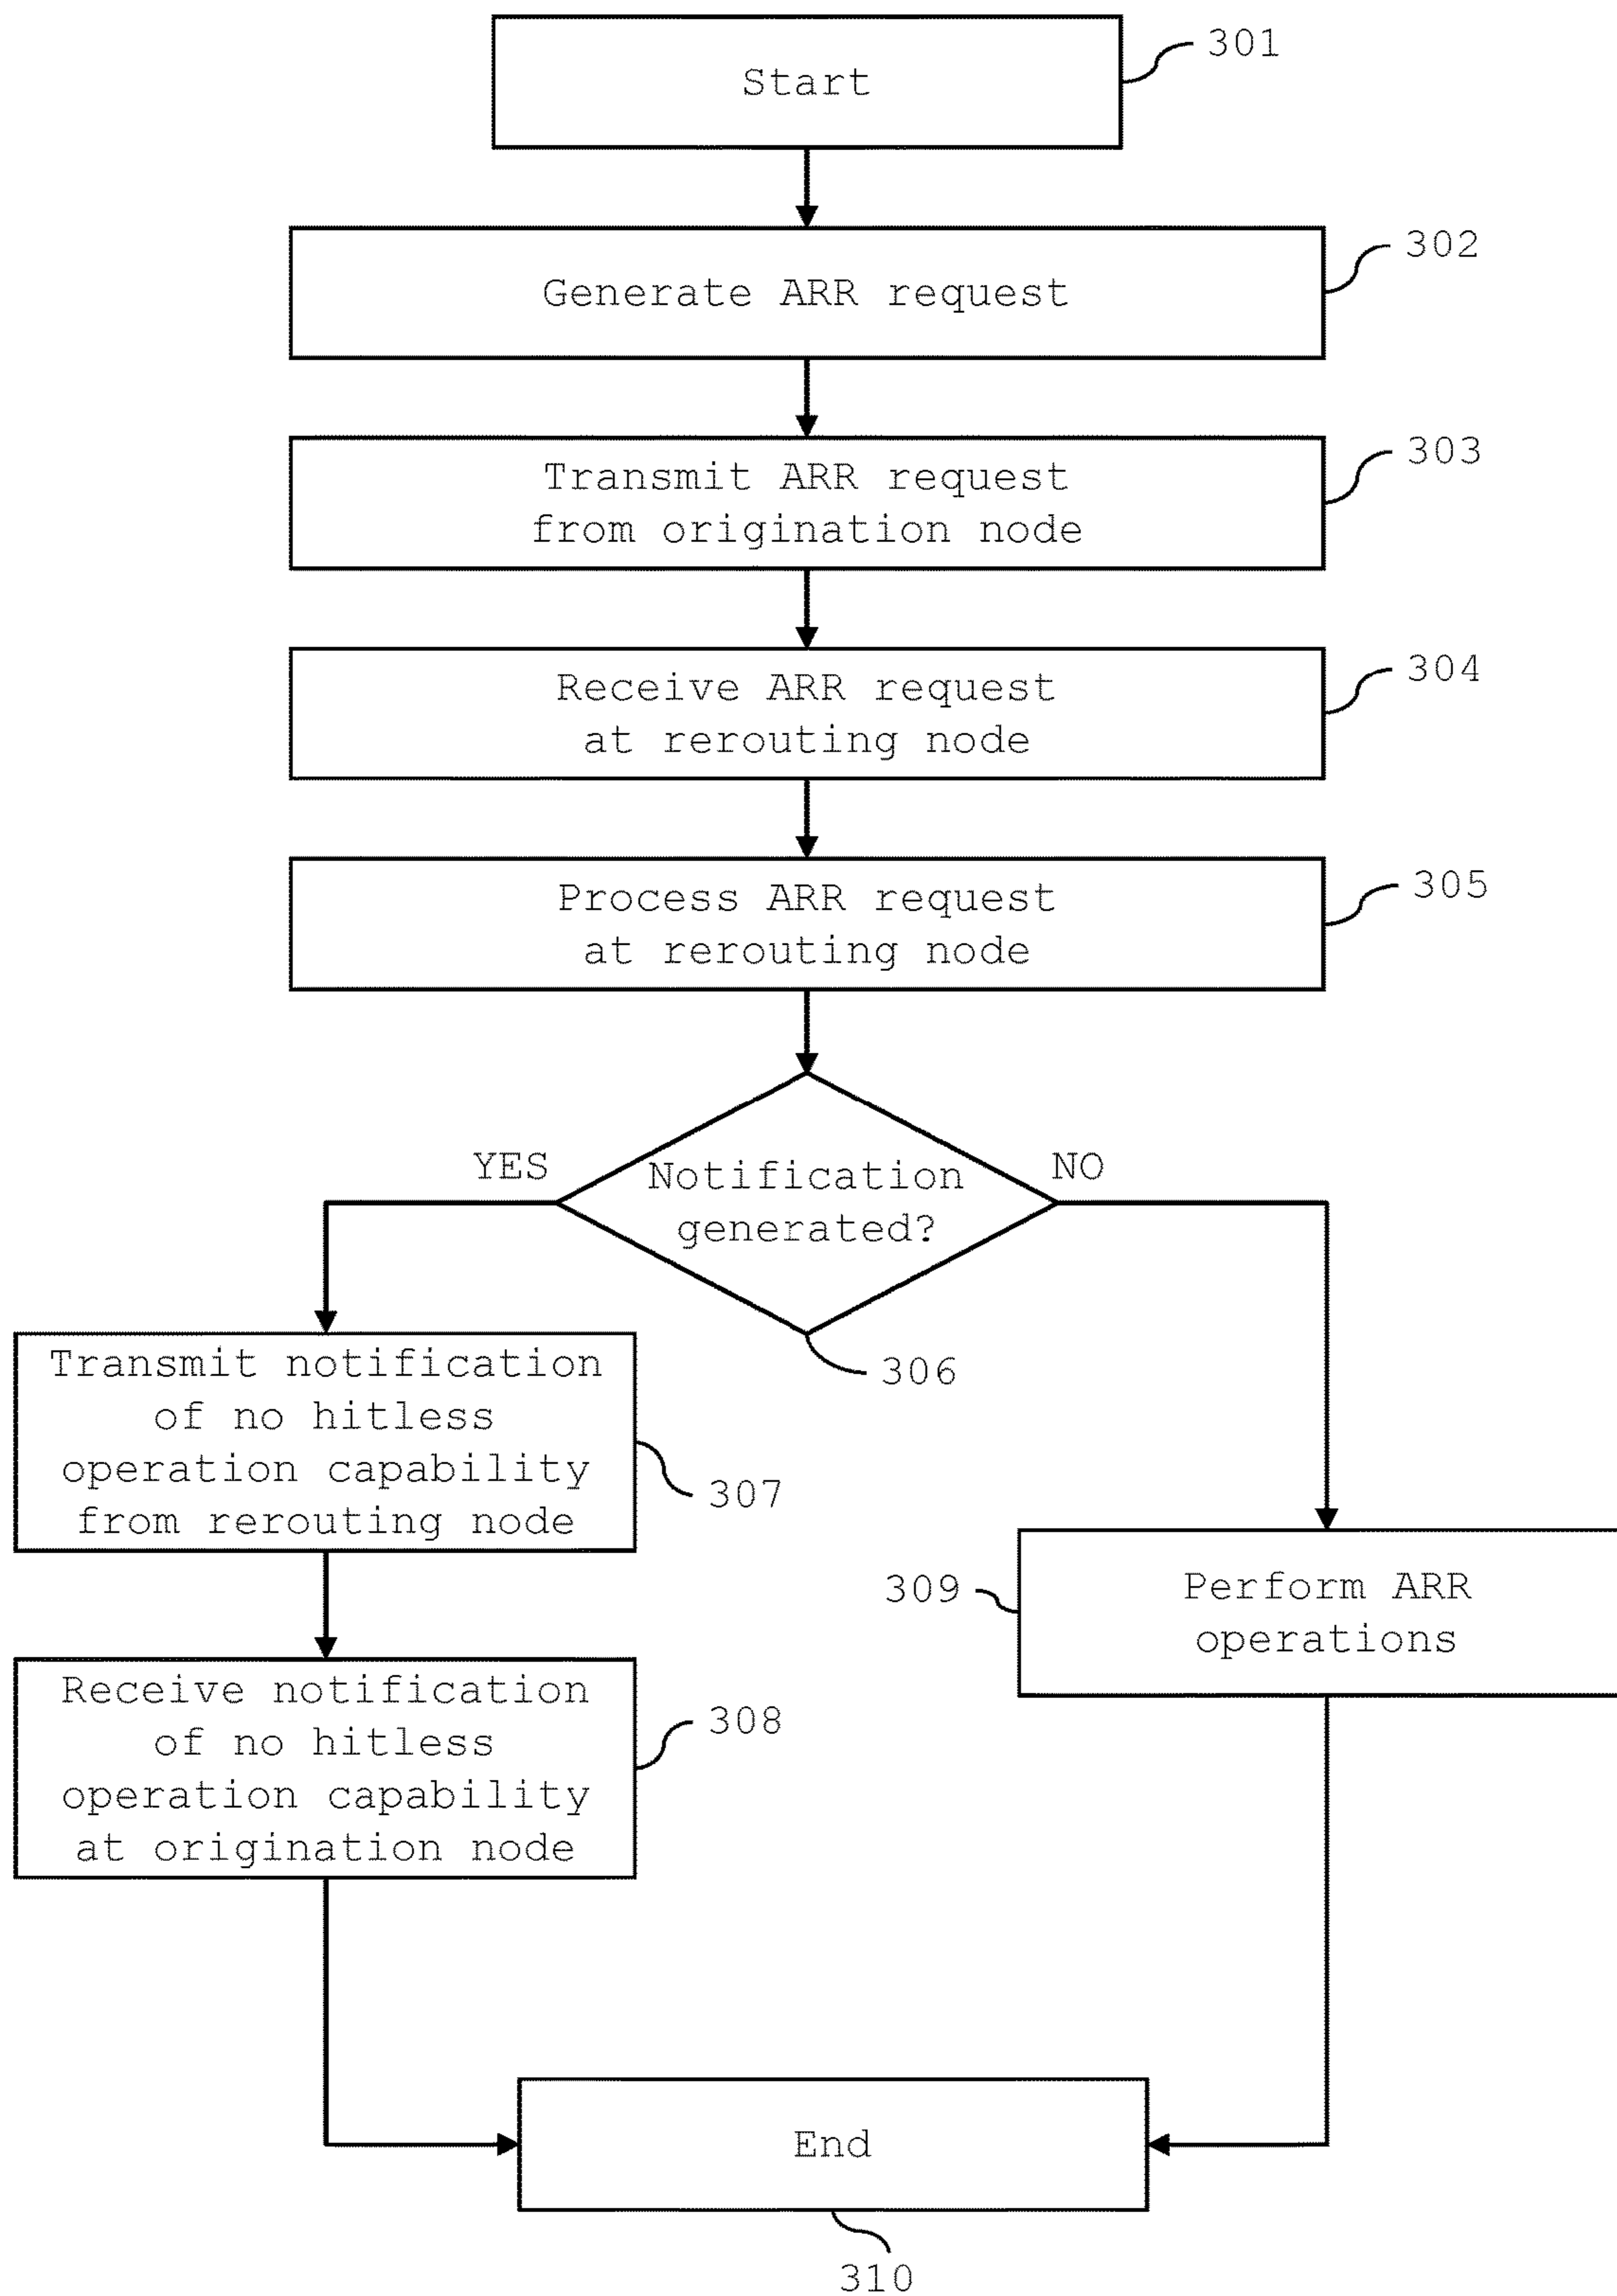 Start
301
Generate ARR request
302
Transmit ARR request
from origination node
303
Receive ARR request
at rerouting node
304
Process ARR request
at rerouting node
305
YES
Notification
generated?
NO
306
Transmit notification
of no hitless
operation capability
from rerouting node
307
Receive notification
of no hitless
operation capability
at origination node
308
309
Perform ARR
operations
End
310